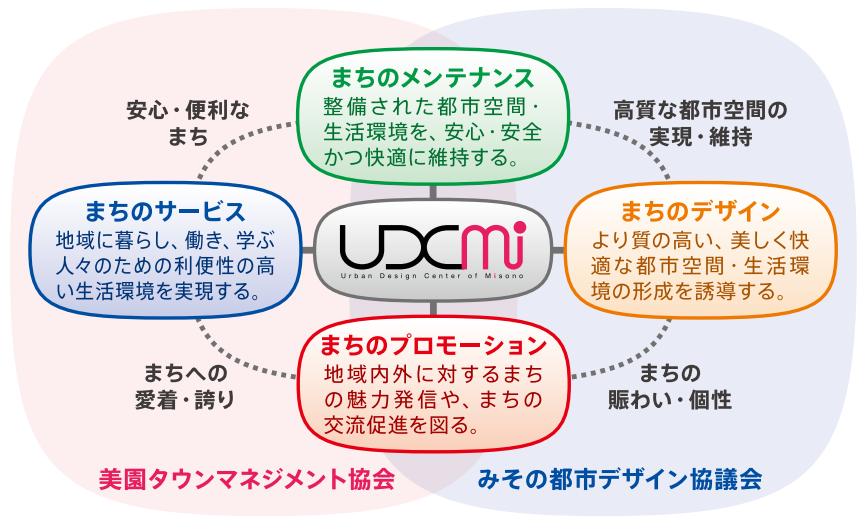 まちのメンテナンス
整備された都市空間・
生活環境を、安心・安全
かつ快適に維持する。
安心・便利な
まち
高質な都市空間の
実現・維持
まちのサービス
地域に暮らし、働き、学ぶ
人々のための利便性の高
い生活環境を実現する。
UDCMi
Urban Design Center of Misono
まちのデザイン
より質の高い、美しく快
適な都市空間・生活環
境の形成を誘導する。
まちのプロモーション
地域内外に対するまち
の魅力発信や、まちの
交流促進を図る。
まちへの
愛着・誇り
まちの
賑わい・個性
美園タウンマネジメント協会
みその都市デザイン協議会